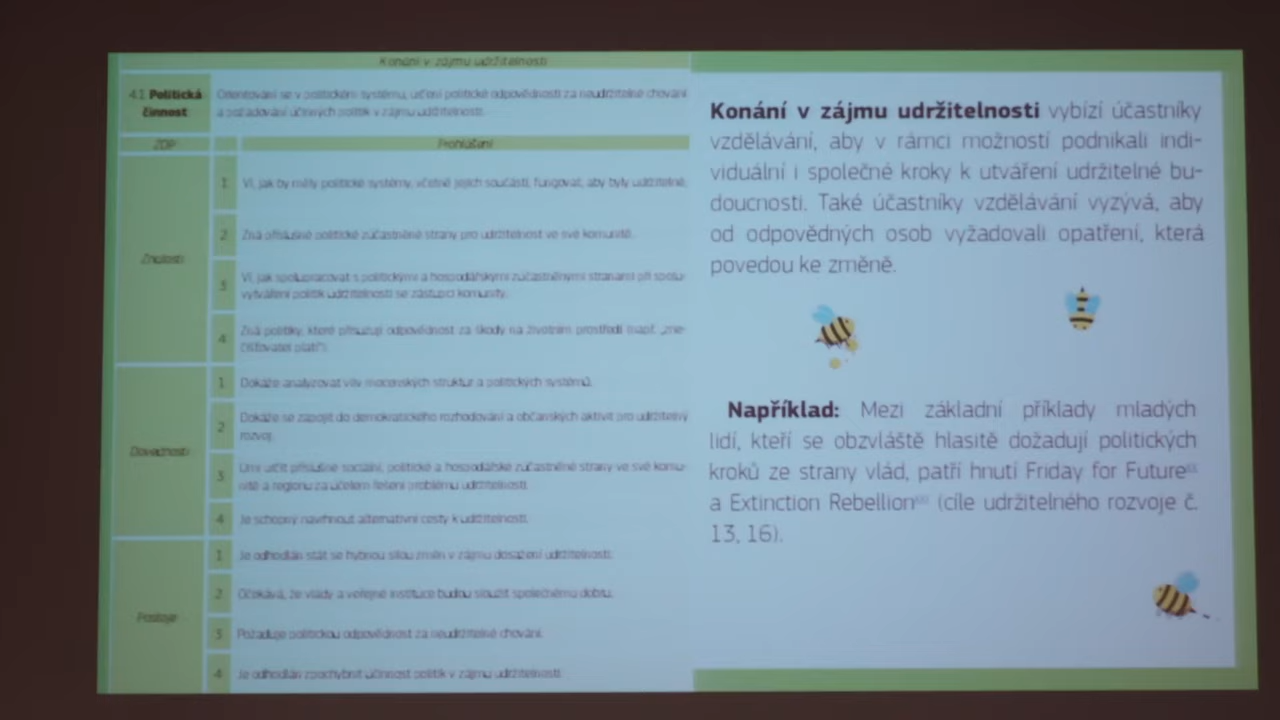 Konání v zájmu udržitelnosti
4.1 Politická
činnost
Orientování se v politickém systému, určení politické odpovědnosti za neudržitelné chování
a požadování účinných politik v zájmu udržitelnosti.
ZDP
Prohlášení
Znalosti
1 Ví, jak by měly politické systémy, včetně jejich součástí, fungovat, aby byly udržitelné.
2 Zná příslušné politické zúčastněné strany pro udržitelnost ve své komunitě.
3 Ví, jak spolupracovat s politickými a hospodářskými zúčastněnými stranami při spolu-
vytváření politik udržitelnosti se zástupci komunity.
4 Zná politiky, které přisuzují odpovědnost za škody na životním prostředí (např. „zne-
čišťovatel platí“).
Dovednosti
1 Dokáže analyzovat vliv mocenských struktur a politických systémů.
2 Dokáže se zapojit do demokratického rozhodování a občanských aktivit pro udržitelný
rozvoj.
3 Umí určit příslušné sociální, politické a hospodářské zúčastněné strany ve své komu-
nitě a regionu za účelem řešení problému udržitelnosti.
4 Je schopný navrhnout alternativní cesty k udržitelnosti.
Postoje
1 Je odhodlán stát se hybnou silou změn v zájmu dosažení udržitelnosti.
2 Očekává, že vlády a veřejné instituce budou sloužit společnému dobru.
3 Požaduje politickou odpovědnost za neudržitelné chování.
4 Je odhodlán zpochybnit účinnost politik v zájmu udržitelnosti.
Konání v zájmu udržitelnosti vybízí účastníky
vzdělávání, aby v rámci možností podnikali indi-
viduální i společné kroky k utváření udržitelné bu-
doucnosti. Také účastníky vzdělávání vyzývá, aby
od odpovědných osob vyžadovali opatření, která
povedou ke změně.
Například: Mezi základní příklady mladých
lidí, kteří se obzvláště hlasitě dožadují politických
kroků ze strany vlád, patří hnutí Friday for Future
a Extinction Rebellion (cíle udržitelného rozvoje č.
13, 16).